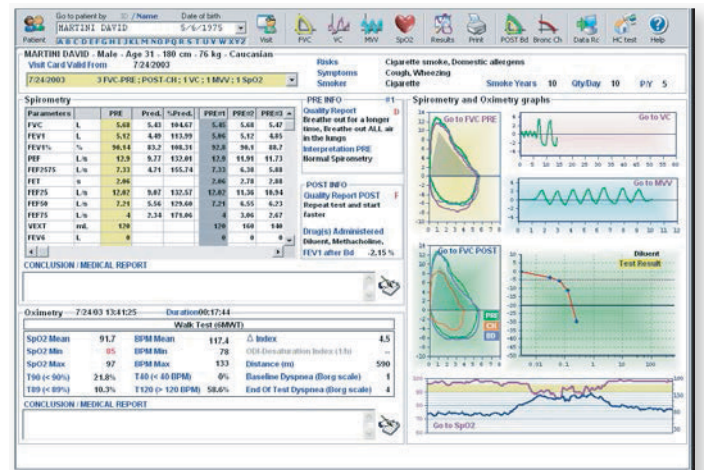 Go to patient by ID / Name Date of birth
MARTINI DAVID 5/6/1975
A B C D E F G H I J K L M N O P Q R S T U V W X Y Z
Patient Visit FVC VC MVV SpO2 Results Print POST Bd Bronc Ch Data Rc HC test Help
MARTINI DAVID - Male - Age 31 - 180 cm - 76 kg - Caucasian
Visit Card Valid From 7/24/2003
7/24/2003 3 FVC-PRE ; POST-CH ; 1 VC ; 1 MVV ; 1 SpO2
Risks Cigarette smoke, Domestic allergens
Symptoms Cough, Wheezing
Smoker Cigarette Smoke Years 10 Qty/Day 10 P/Y 5
Spirometry
Parameters PRE Pred. %Pred. PRE#1 PRE#2 PRE#3
FVC L 5.68 5.43 104.67 5.45 5.68 5.47
FEV1 L 5.12 4.49 113.99 5.06 5.12 4.85
FEV1% % 90.14 83.2 108.31 92.8 90.1 88.7
PEF L/s 12.9 9.77 132.01 12.9 11.91 11.73
FEF2575 L/s 7.33 4.71 155.74 7.33 6.38 5.88
FET s 2.06 2.06 2.78 2.88
FEF25 L/s 12.02 9.07 132.57 12.02 11.36 10.94
FEF50 L/s 7.21 5.56 129.60 7.21 6.55 6.23
FEF75 L/s 4 2.34 171.06 4 3.06 2.67
VEXT mL 120 120 160 140
FEV6 L 0 0 0 0
PRE INFO #1
Quality Report D
Breathe out for a longer
time, Breathe out ALL air
in the lungs
Interpretation PRE
Normal Spirometry
POST INFO
Quality Report POST F
Repeat test and start
faster
Drug(s) Administered
Diluent, Methacholine,
FEV1 after Bd -2.15 %
CONCLUSION / MEDICAL REPORT
Spirometry and Oximetry graphs
Go to FVC PRE
Go to VC
Go to MVV
Go to FVC POST
PRE
CH
BD
Diluent
Test Result
Oximetry 7/24/03 13:41:25 Duration 00:17:44
Walk Test (6MWT)
SpO2 Mean 91.7 BPM Mean 117.4 Δ Index 4.5
SpO2 Min 85 BPM Min 78 ODI-Desaturation Index (1/h) --
SpO2 Max 97 BPM Max 133 Distance (m) 590
T90 (< 90%) 21.8% T40 (< 40 BPM) 0% Baseline Dyspnea (Borg scale) 1
T89 (< 89%) 10.3% T120 (> 120 BPM) 58.6% End Of Test Dyspnea (Borg scale) 4
CONCLUSION / MEDICAL REPORT
Go to SpO2